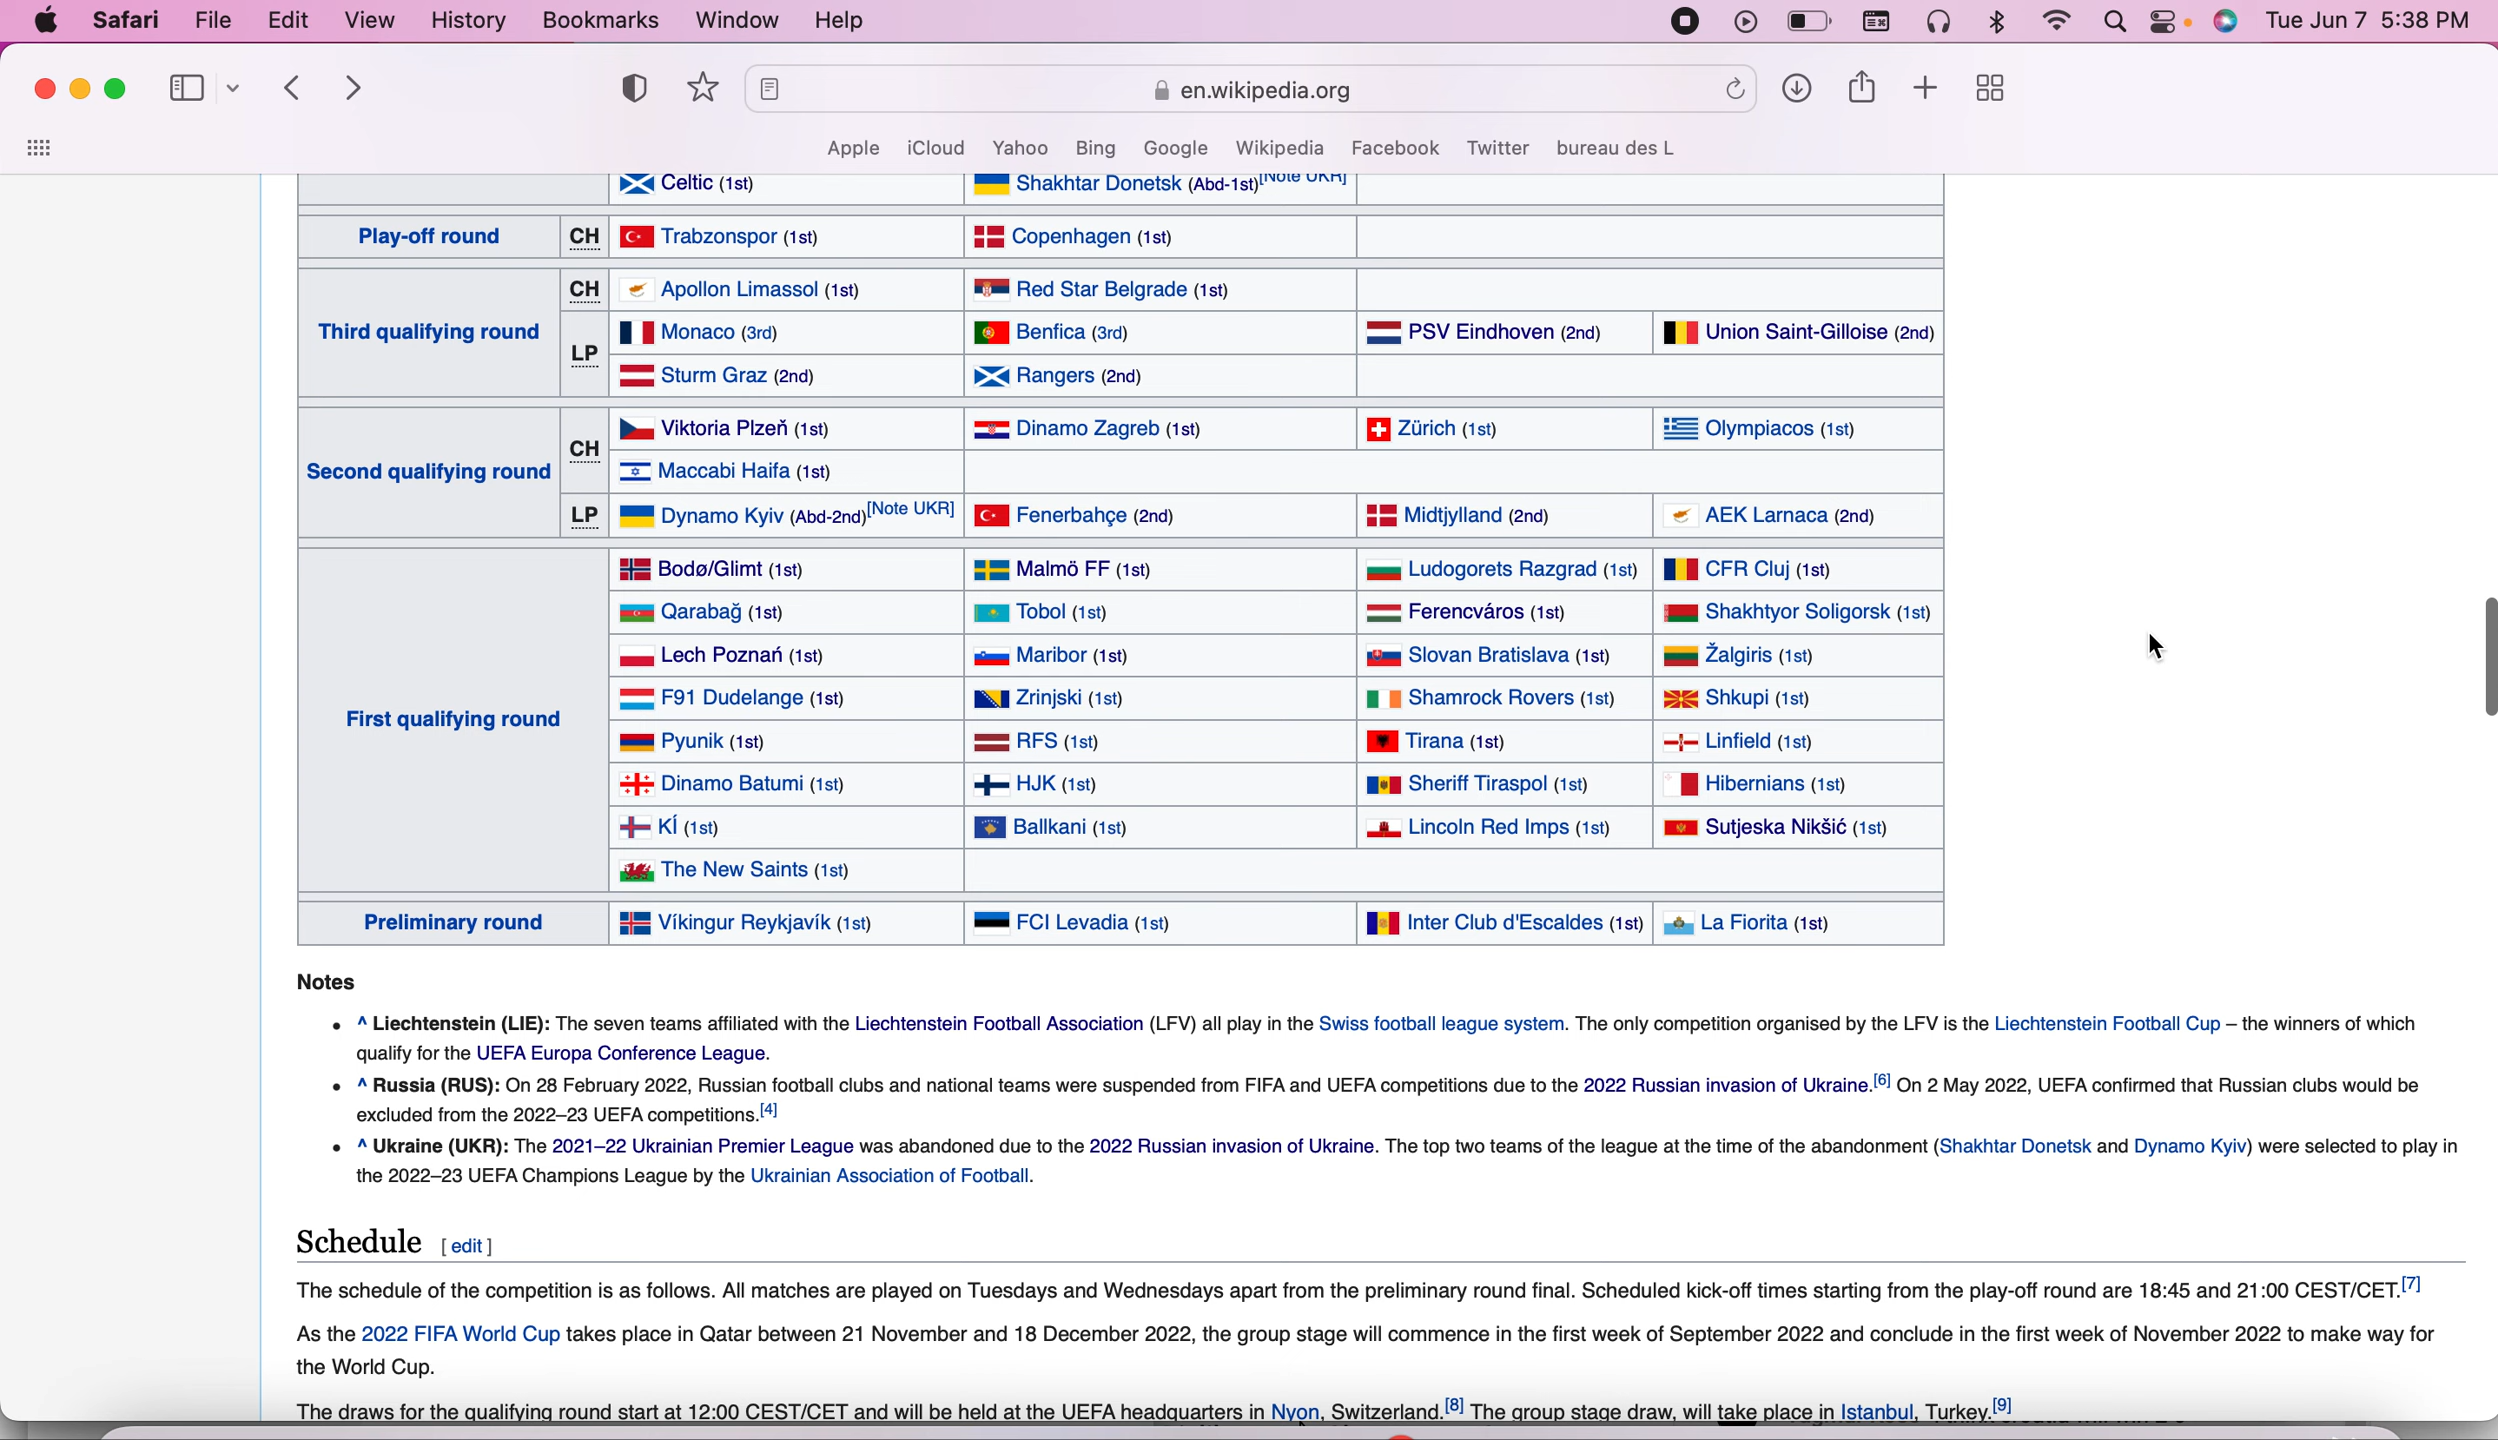 Safari File Edit View History Bookmarks Window Help Tue Jun 7 5:38 PM
en.wikipedia.org
Apple iCloud Yahoo Bing Google Wikipedia Facebook Twitter bureau des L
Celtic (1st) Shakhtar Donetsk (Abd-1st)[Note UKR]
Play-off round CH Trabzonspor (1st) Copenhagen (1st)
Third qualifying round CH Apollon Limassol (1st) Red Star Belgrade (1st)
LP Monaco (3rd) Benfica (3rd) PSV Eindhoven (2nd) Union Saint-Gilloise (2nd)
Sturm Graz (2nd) Rangers (2nd)
Second qualifying round CH Viktoria Plzeň (1st) Dinamo Zagreb (1st) Zürich (1st) Olympiacos (1st)
Maccabi Haifa (1st)
LP Dynamo Kyiv (Abd-2nd)[Note UKR] Fenerbahçe (2nd) Midtjylland (2nd) AEK Larnaca (2nd)
First qualifying round Bodø/Glimt (1st) Malmö FF (1st) Ludogorets Razgrad (1st) CFR Cluj (1st)
Qarabağ (1st) Tobol (1st) Ferencváros (1st) Shakhtyor Soligorsk (1st)
Lech Poznań (1st) Maribor (1st) Slovan Bratislava (1st) Žalgiris (1st)
F91 Dudelange (1st) Zrinjski (1st) Shamrock Rovers (1st) Shkupi (1st)
Pyunik (1st) RFS (1st) Tirana (1st) Linfield (1st)
Dinamo Batumi (1st) HJK (1st) Sheriff Tiraspol (1st) Hibernians (1st)
KÍ (1st) Ballkani (1st) Lincoln Red Imps (1st) Sutjeska Nikšić (1st)
The New Saints (1st)
Preliminary round Víkingur Reykjavík (1st) FCI Levadia (1st) Inter Club d'Escaldes (1st) La Fiorita (1st)
Notes
• ^ Liechtenstein (LIE): The seven teams affiliated with the Liechtenstein Football Association (LFV) all play in the Swiss football league system. The only competition organised by the LFV is the Liechtenstein Football Cup – the winners of which
qualify for the UEFA Europa Conference League.
• ^ Russia (RUS): On 28 February 2022, Russian football clubs and national teams were suspended from FIFA and UEFA competitions due to the 2022 Russian invasion of Ukraine.[6] On 2 May 2022, UEFA confirmed that Russian clubs would be
excluded from the 2022–23 UEFA competitions.[4]
• ^ Ukraine (UKR): The 2021–22 Ukrainian Premier League was abandoned due to the 2022 Russian invasion of Ukraine. The top two teams of the league at the time of the abandonment (Shakhtar Donetsk and Dynamo Kyiv) were selected to play in
the 2022–23 UEFA Champions League by the Ukrainian Association of Football.
Schedule [ edit ]
The schedule of the competition is as follows. All matches are played on Tuesdays and Wednesdays apart from the preliminary round final. Scheduled kick-off times starting from the play-off round are 18:45 and 21:00 CEST/CET.[7]
As the 2022 FIFA World Cup takes place in Qatar between 21 November and 18 December 2022, the group stage will commence in the first week of September 2022 and conclude in the first week of November 2022 to make way for
the World Cup.
The draws for the qualifying round start at 12:00 CEST/CET and will be held at the UEFA headquarters in Nyon, Switzerland.[8] The group stage draw, will take place in Istanbul, Turkey.[9]